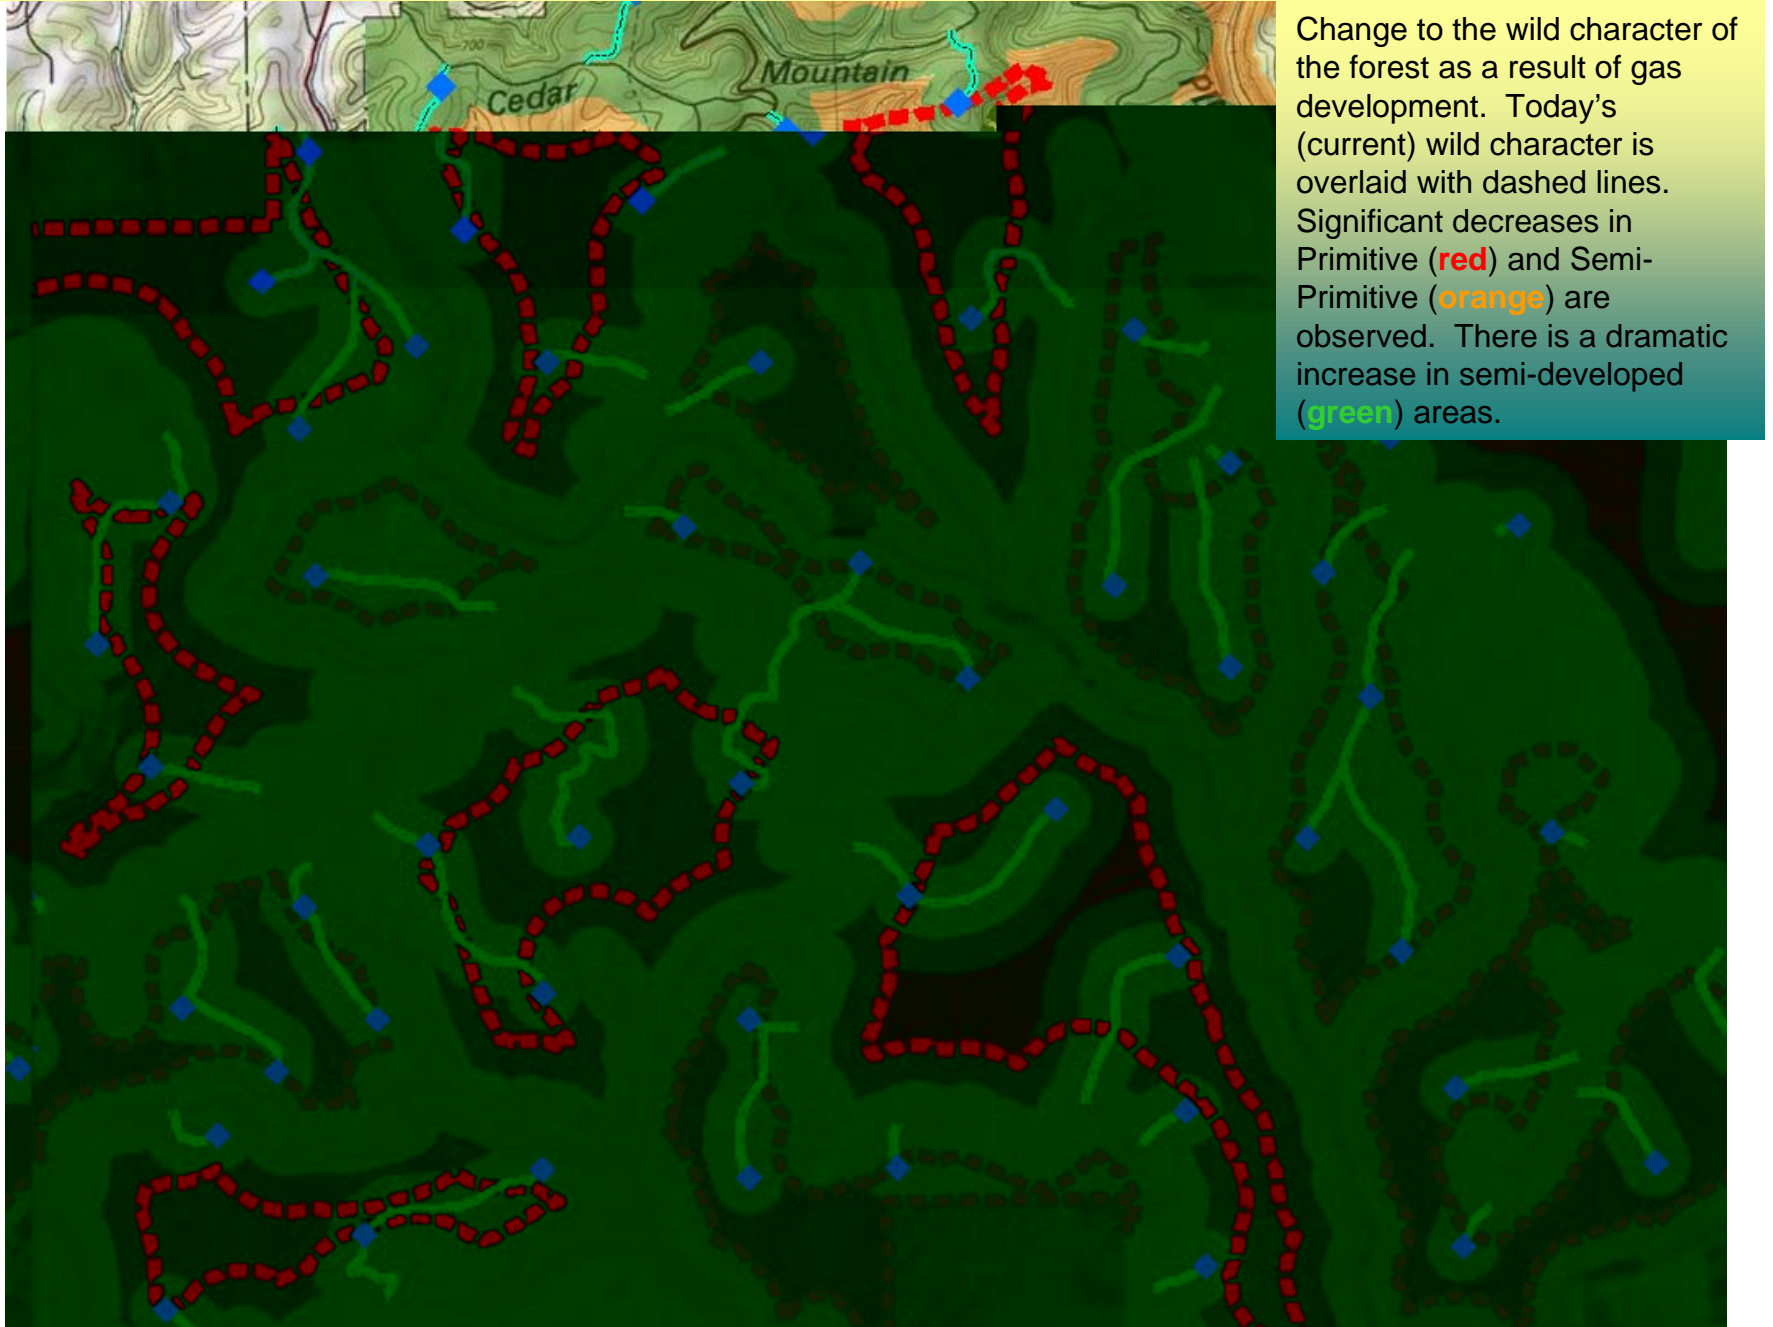 700
Cedar
Mountain
Change to the wild character of
the forest as a result of gas
development. Today’s
(current) wild character is
overlaid with dashed lines.
Significant decreases in
Primitive (red) and Semi-
Primitive (orange) are
observed. There is a dramatic
increase in semi-developed
(green) areas.